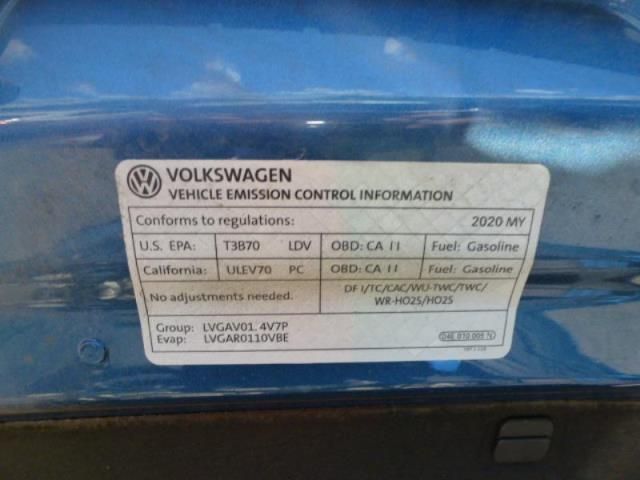 VOLKSWAGEN
VEHICLE EMISSION CONTROL INFORMATION
Conforms to regulations: 2020 MY
U.S. EPA: T3B70 LDV OBD: CA II Fuel: Gasoline
California: ULEV70 PC OBD: CA II Fuel: Gasoline
No adjustments needed. DFI/TC/CAC/WU-TWC/TWC/
WR-HO2S/HO2S
Group: LVGAV01.4V7P
Evap: LVGAR0110VBE
04E 010 005 N